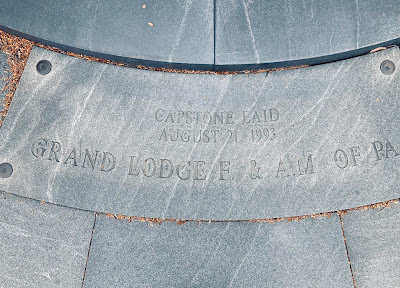 CAPSTONE LAID
AUGUST 21 1993
GRAND LODGE F. & A.M OF PA